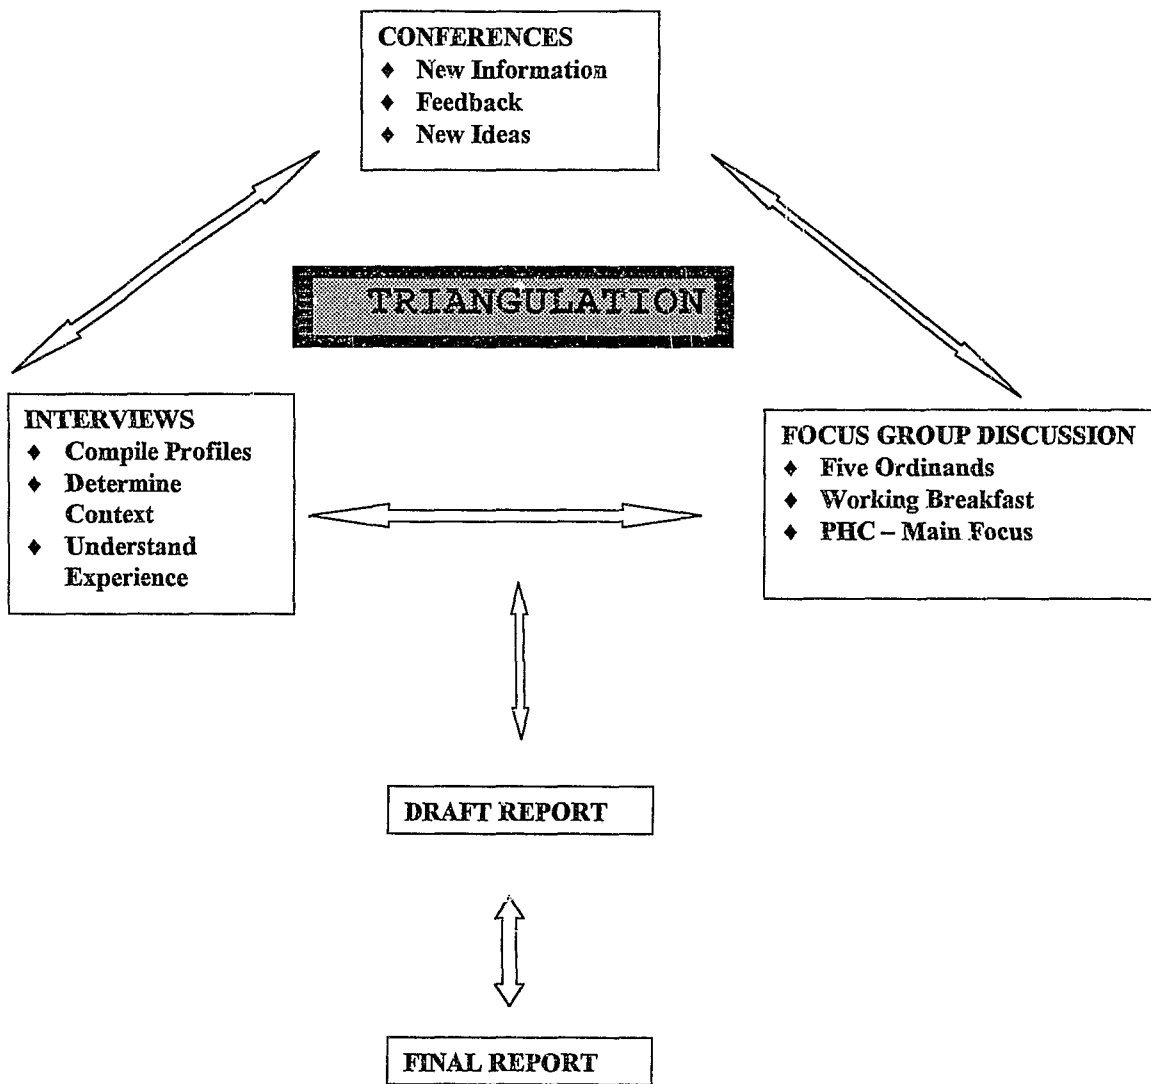 CONFERENCES
♦ New Information
♦ Feedback
♦ New Ideas
TRIANGULATION
INTERVIEWS
♦ Compile Profiles
♦ Determine
Context
♦ Understand
Experience
FOCUS GROUP DISCUSSION
♦ Five Ordinands
♦ Working Breakfast
♦ PHC – Main Focus
DRAFT REPORT
FINAL REPORT